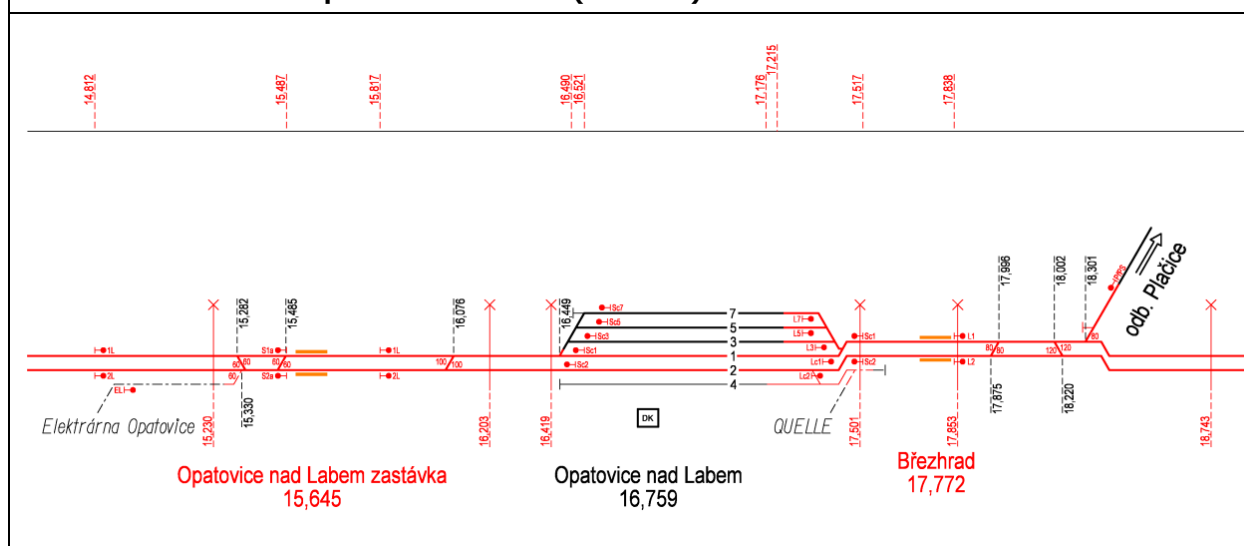 14,812
15,487
15,817
16,490
16,521
17,176
17,215
17,517
17,838
odb. Plačice
PřPS
15,282
15,485
16,076
16,449
17,996
18,002
18,301
Sc7
7
L7
Sc5
5
L5
Sc3
3
L3
Sc1
L1
80
1L
S1a
1L
Sc1
1
Lc1
60
60
60
100
100
80
80
120
120
2L
60
S2a
2L
Sc2
2
Lc2
Sc2
L2
EL
4
Elektrárna Opatovice
DK
QUELLE
15,230
15,330
16,203
16,419
17,501
17,853
17,875
18,220
18,743
Opatovice nad Labem zastávka
15,645
Opatovice nad Labem
16,759
Březhrad
17,772